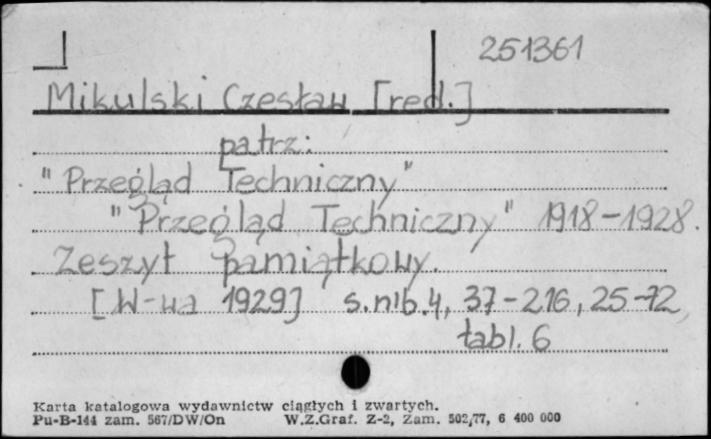 251361
Mikulski Czesław [red.]
patrz:
"Przegląd Techniczny"
"Przegląd Techniczny" 1918-1928.
Zeszyt pamiątkowy.
[W-wa 1929] s.nlb.4, 37-216, 25-72,
tabl. 6
Karta katalogowa wydawnictw ciągłych i zwartych.
Pu-B-144 zam. 567/DW/On W.Z.Graf. Z-2, Zam. 502/77, 6 400 000